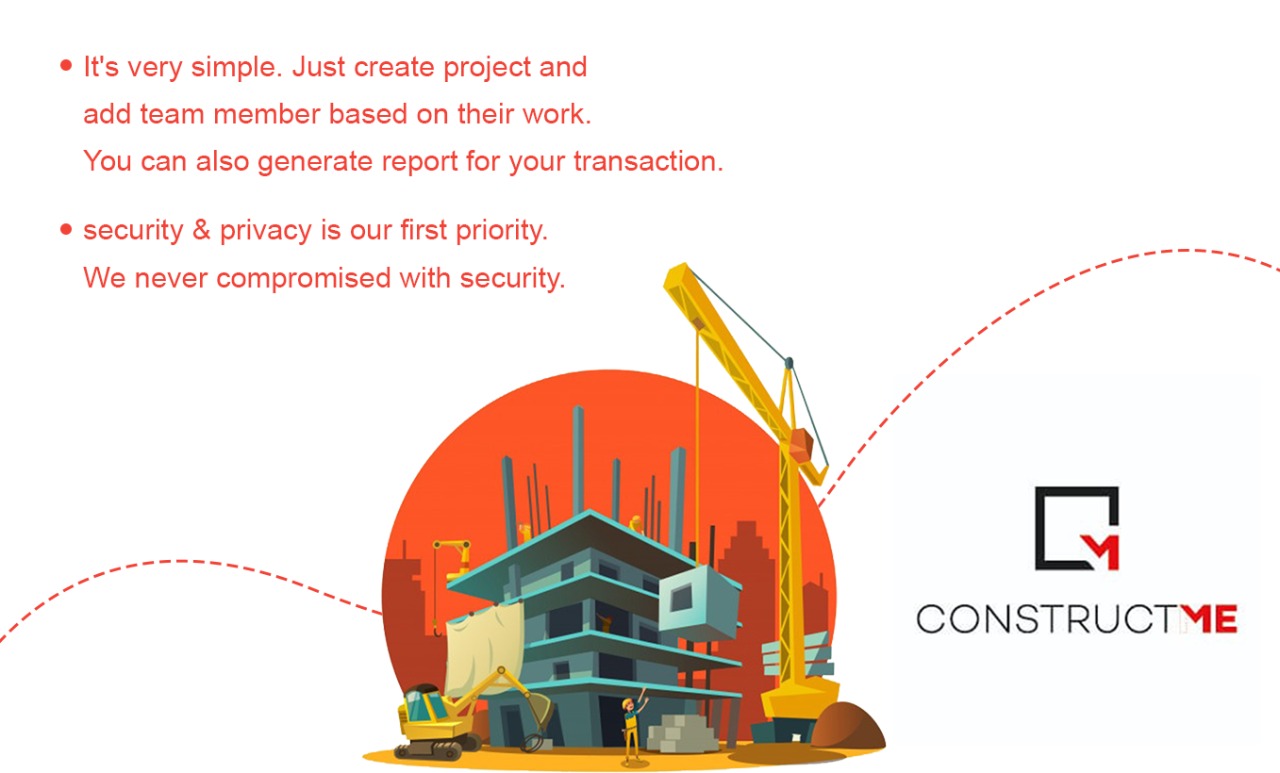 It's very simple. Just create project and
add team member based on their work.
You can also generate report for your transaction.
security & privacy is our first priority.
We never compromised with security.
M
CONSTRUCTME